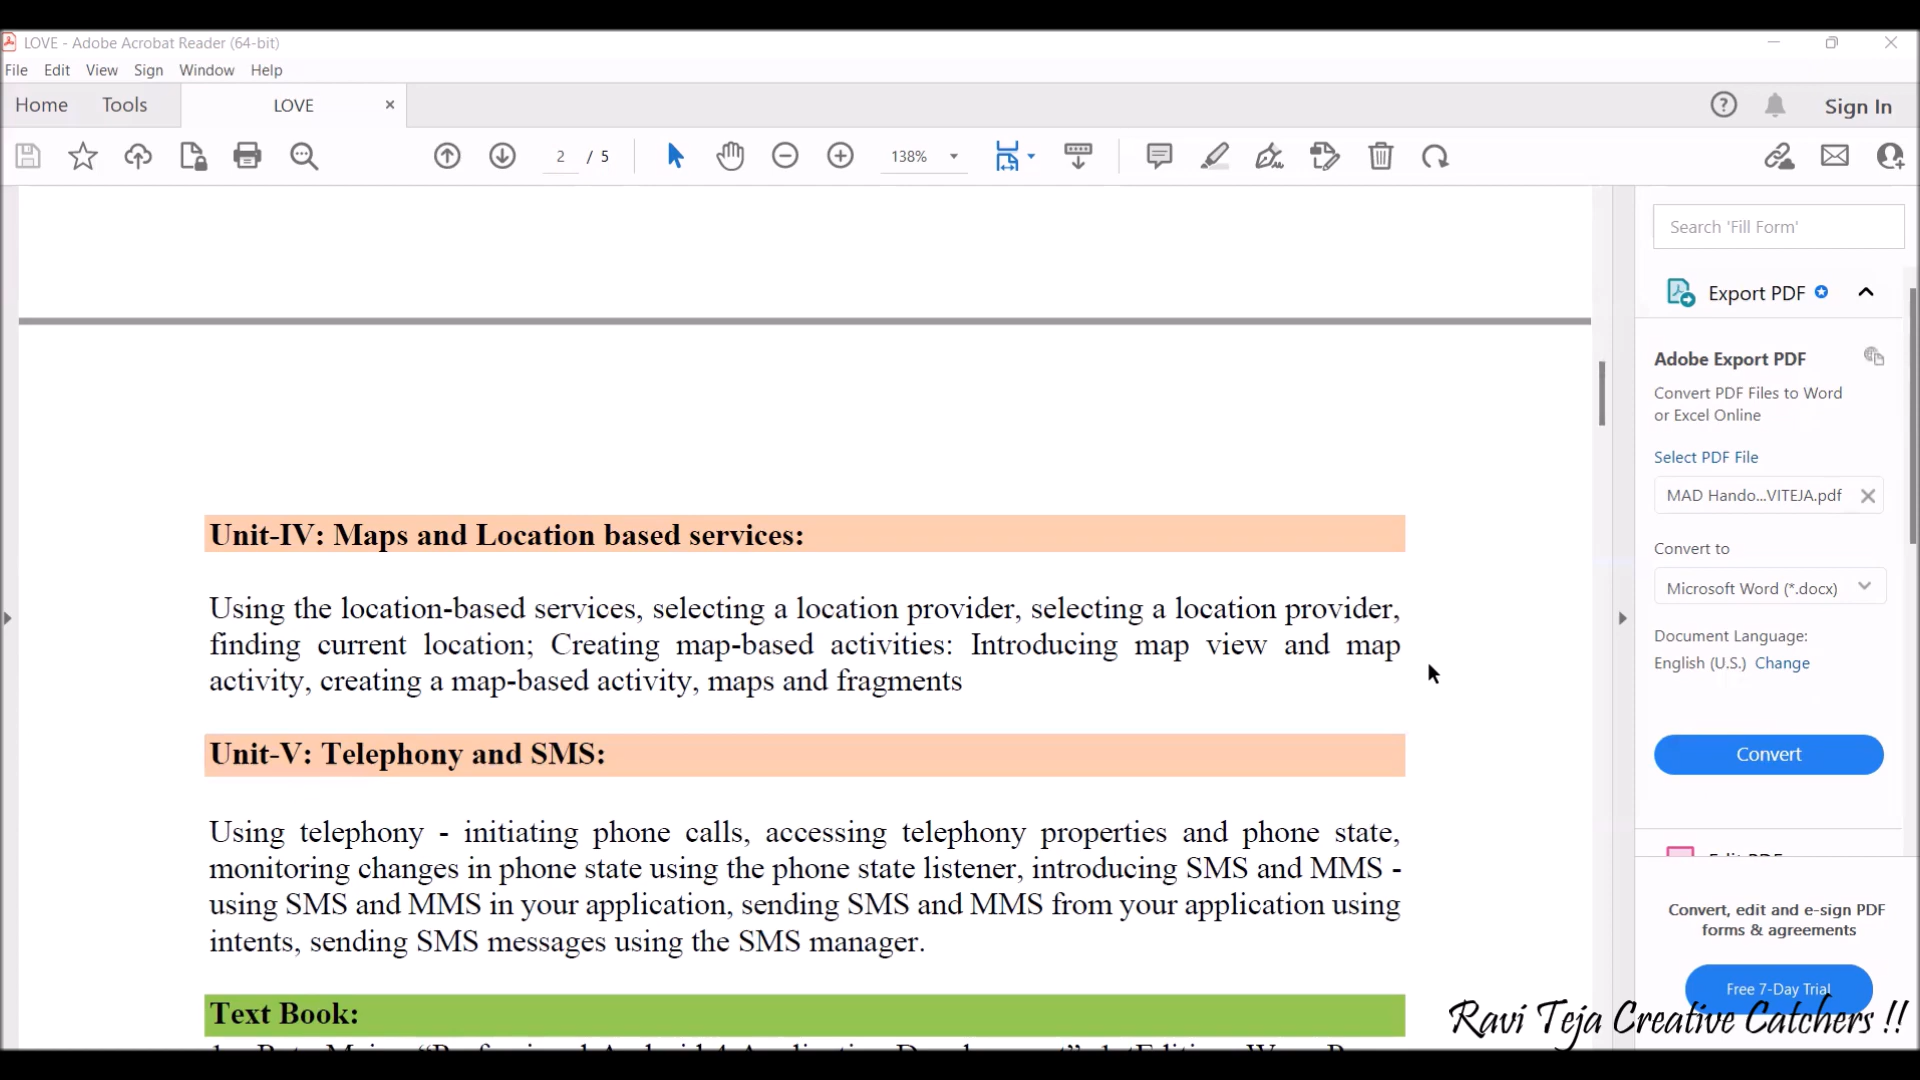 LOVE - Adobe Acrobat Reader (64-bit)
File Edit View Sign Window Help
Home Tools LOVE Sign In
2 / 5 138%
Search 'Fill Form'
Export PDF
Adobe Export PDF
Convert PDF Files to Word
or Excel Online
Select PDF File
MAD Hando...VITEJA.pdf
Convert to
Microsoft Word (*.docx)
Document Language:
English (U.S.) Change
Convert
Edit PDF
Convert, edit and e-sign PDF
forms & agreements
Free 7-Day Trial
Unit-IV: Maps and Location based services:
Using the location-based services, selecting a location provider, selecting a location provider,
finding current location; Creating map-based activities: Introducing map view and map
activity, creating a map-based activity, maps and fragments
Unit-V: Telephony and SMS:
Using telephony - initiating phone calls, accessing telephony properties and phone state,
monitoring changes in phone state using the phone state listener, introducing SMS and MMS -
using SMS and MMS in your application, sending SMS and MMS from your application using
intents, sending SMS messages using the SMS manager.
Text Book:
Ravi Teja Creative Catchers !!